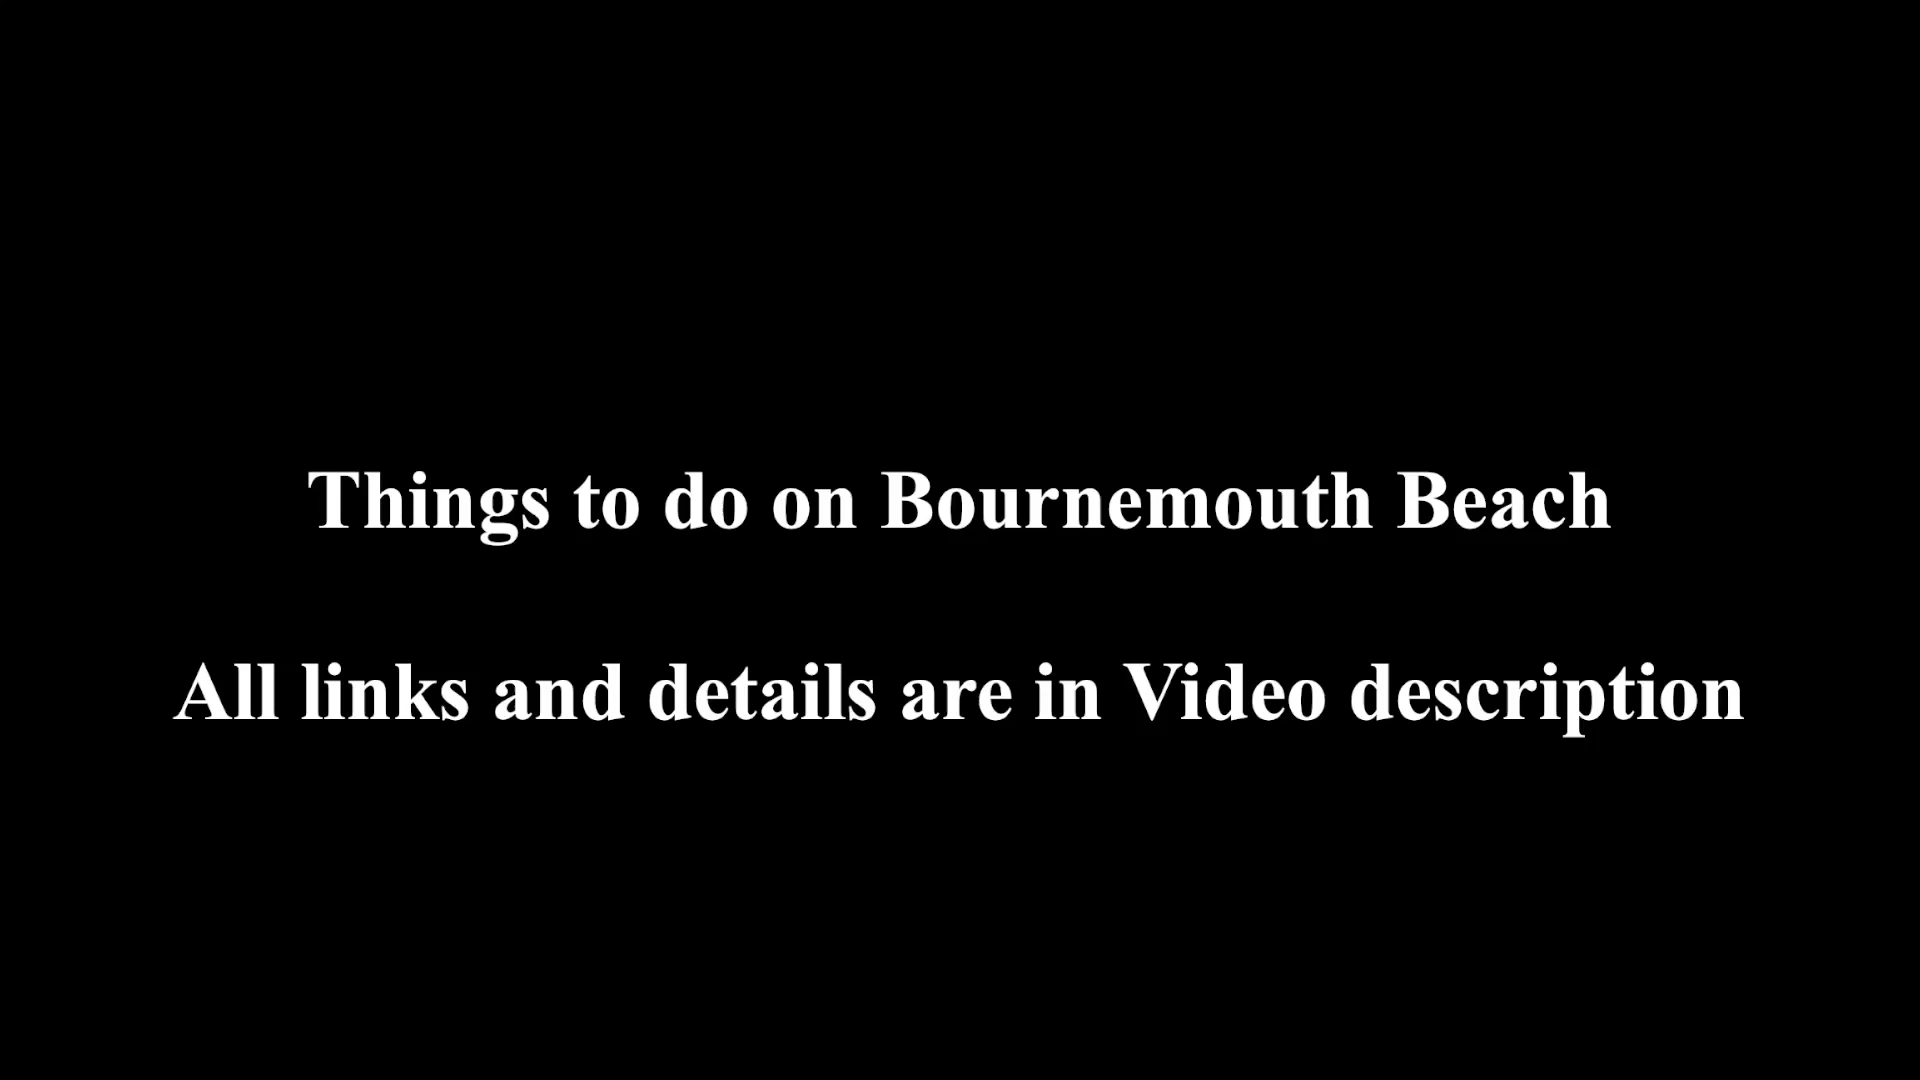 Things to do on Bournemouth Beach
All links and details are in Video description